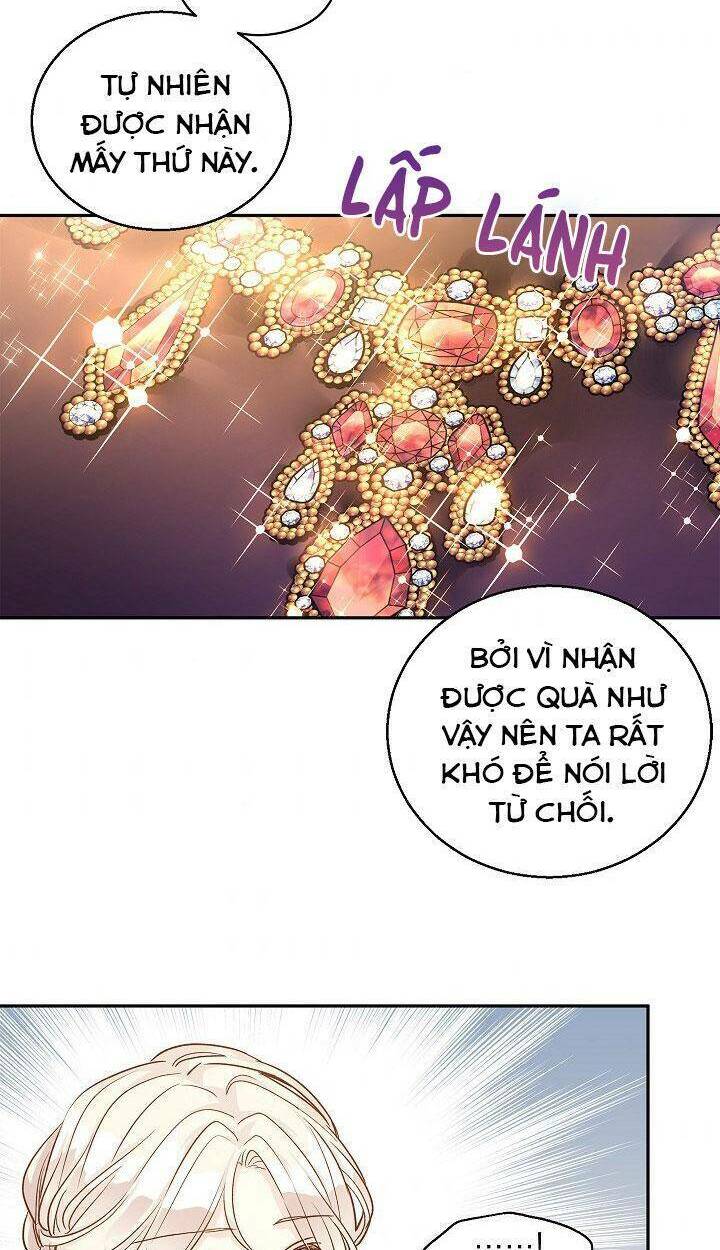 TỰ NHIÊN
ĐƯỢC NHẬN
MẤY THỨ NÀY.
LẤP LÁNH
BỞI VÌ NHẬN
ĐƯỢC QUÀ NHƯ
VẬY NÊN TA RẤT
KHÓ ĐỂ NÓI LỜI
TỪ CHỐI.
......!